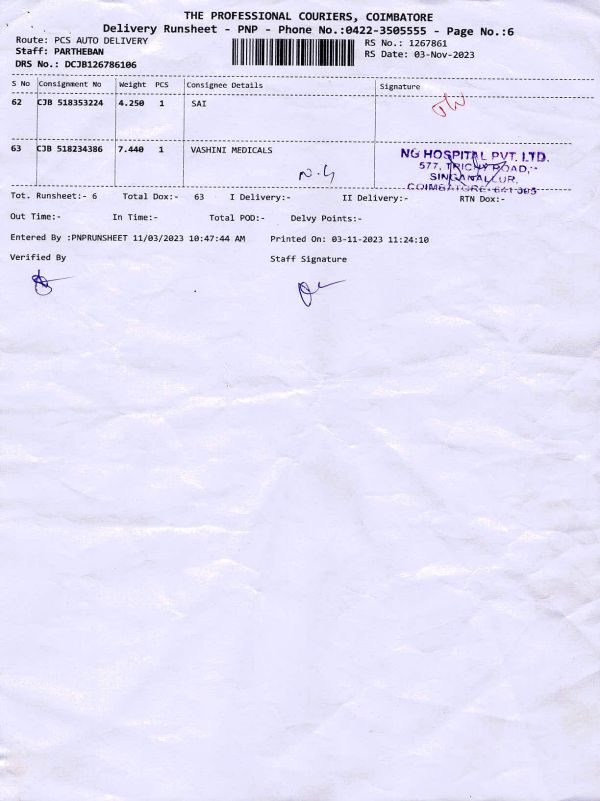 THE PROFESSIONAL COURIERS, COIMBATORE
Delivery Runsheet - PNP - Phone No.:0422-3505555 - Page No.:6
Route: PCS AUTO DELIVERY RS No.: 1267861
Staff: PARTHEBAN RS Date: 03-Nov-2023
DRS No.: DCJB126786106
S No Consignment No Weight PCS Consignee Details Signature
62 CJB 518353224 4.250 1 SAI
63 CJB 518234386 7.440 1 VASHINI MEDICALS
NG HOSPITAL PVT. LTD.
577, TRICHY ROAD,
SINGANALLUR,
COIMBATORE-641 005
Tot. Runsheet:- 6 Total Dox:- 63 I Delivery:- II Delivery:- RTN Dox:-
Out Time:- In Time:- Total POD:- Delvy Points:-
Entered By :PNPRUNSHEET 11/03/2023 10:47:44 AM Printed On: 03-11-2023 11:24:10
Verified By Staff Signature